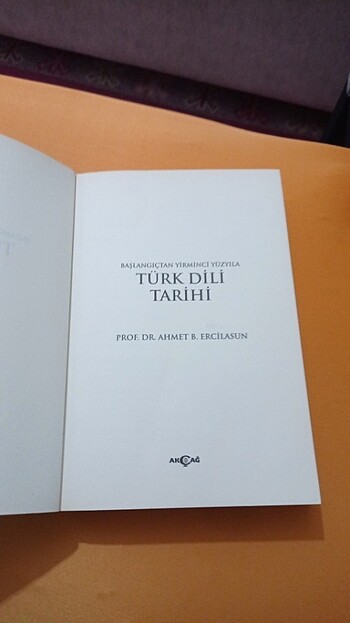 BAŞLANGIÇTAN YİRMİNCİ YÜZYILA
TÜRK DİLİ
TARİHİ
PROF. DR. AHMET B. ERCİLASUN
AKÇAĞ